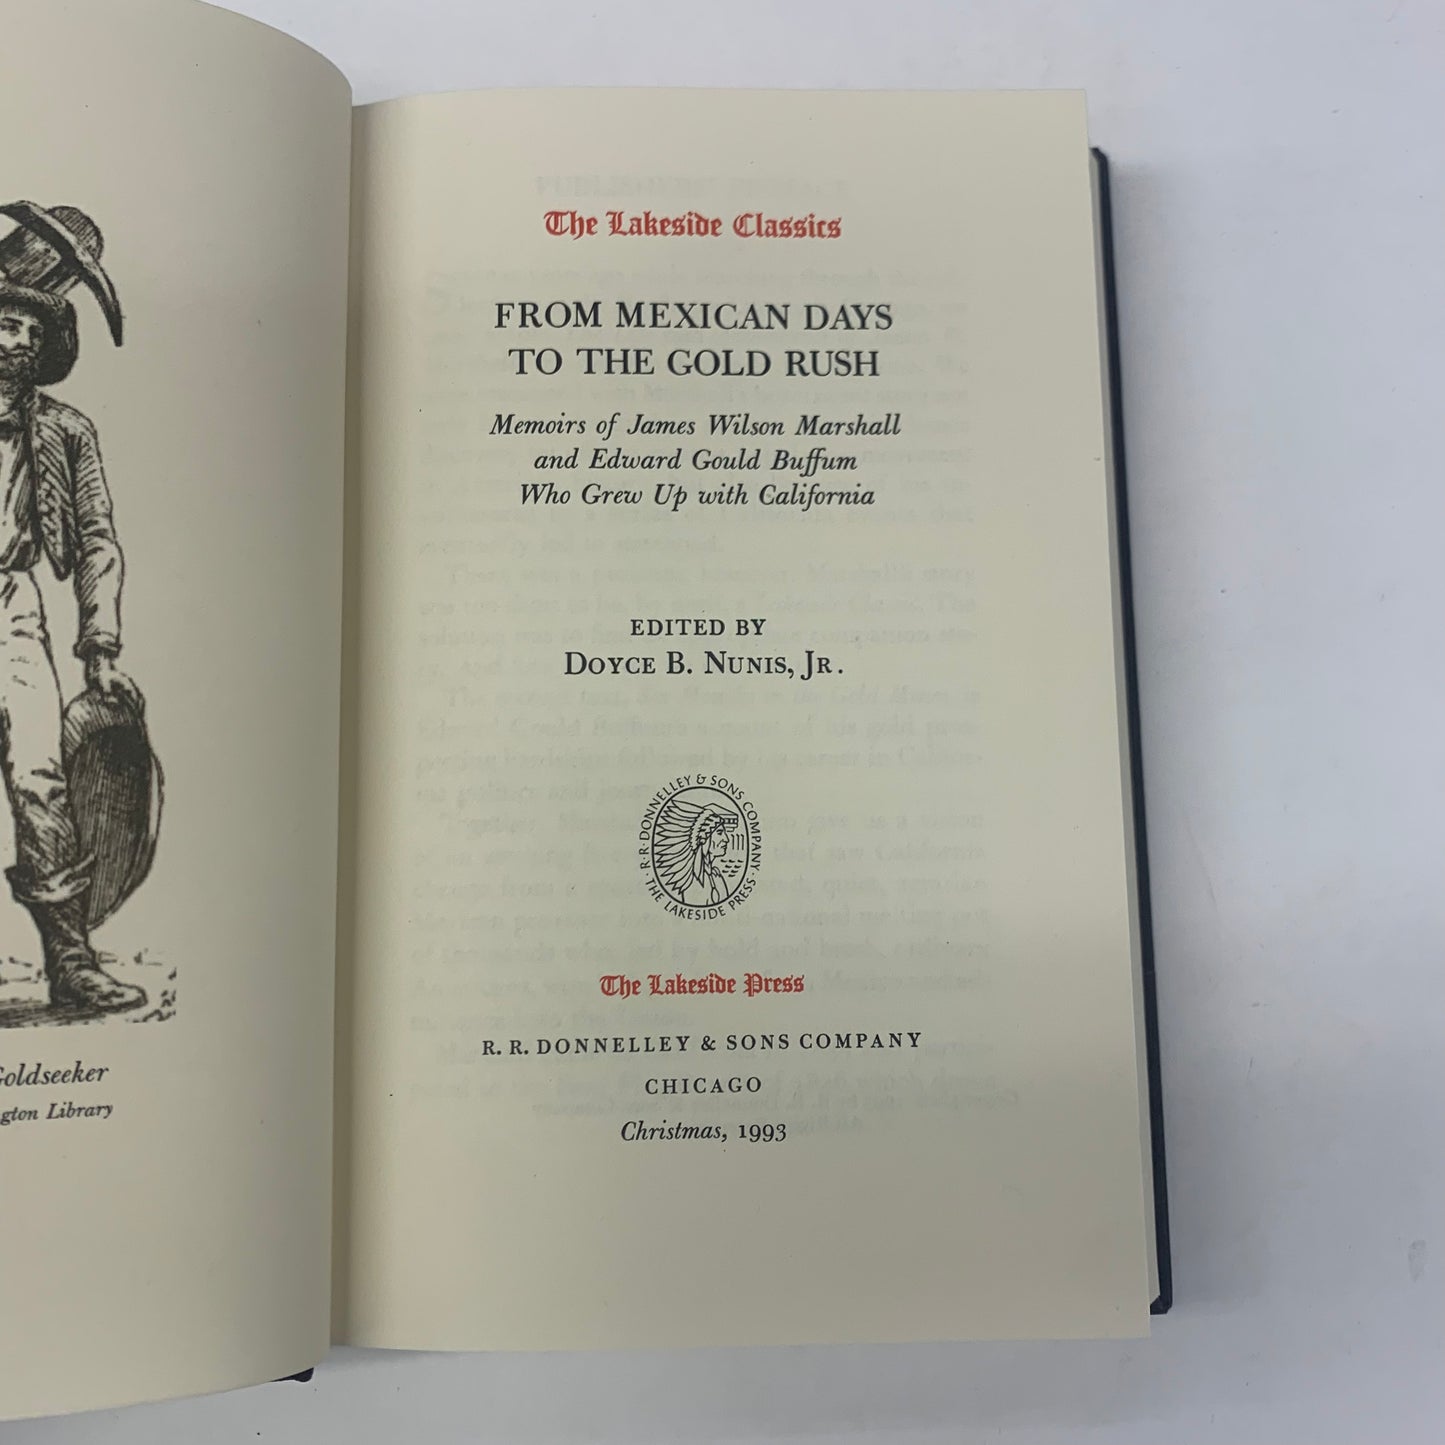 Goldseeker
The Lakeside Classics
FROM MEXICAN DAYS
TO THE GOLD RUSH
Memoirs of James Wilson Marshall
and Edward Gould Buffum
Who Grew Up with California
EDITED BY
DOYCE B. NUNIS, JR.
R. R. DONNELLEY & SONS COMPANY
· THE LAKESIDE PRESS ·
The Lakeside Press
R. R. DONNELLEY & SONS COMPANY
CHICAGO
Christmas, 1993
gton Library